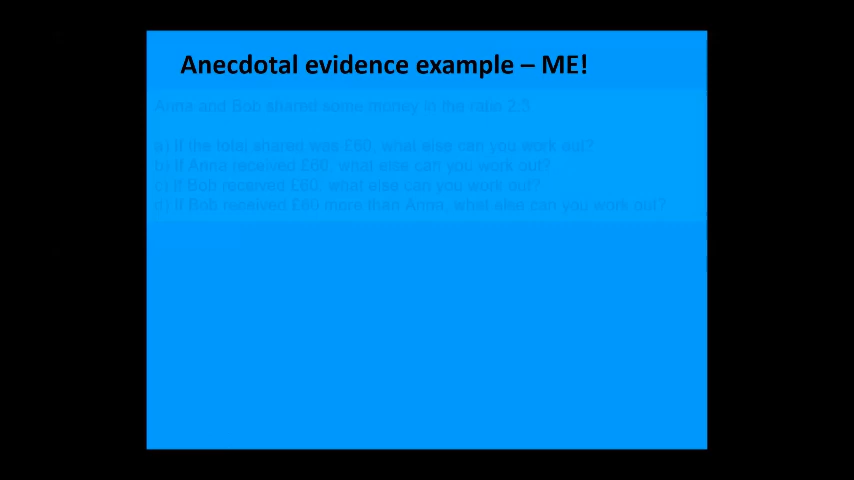 Anecdotal evidence example – ME!
Anna and Bob shared some money in the ratio 2:3
a) If the total shared was £60, what else can you work out?
b) If Anna received £60, what else can you work out?
c) If Bob received £60, what else can you work out?
d) If Bob received £60 more than Anna, what else can you work out?